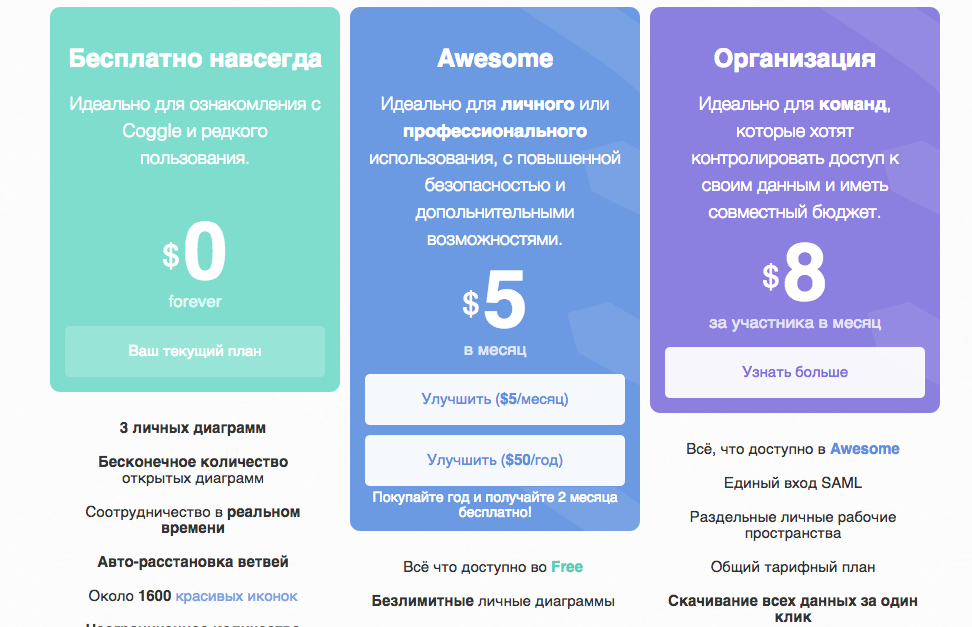 Бесплатно навсегда
Идеально для ознакомления с
Coggle и редкого
пользования.
$0
forever
Ваш текущий план
3 личных диаграмм
Бесконечное количество
открытых диаграмм
Соотрудничество в реальном
времени
Авто-расстановка ветвей
Около 1600 красивых иконок
Awesome
Идеально для личного или
профессионального
использования, с повышенной
безопасностью и
допольнительными
возможностями.
$5
в месяц
Улучшить ($5/месяц)
Улучшить ($50/год)
Покупайте год и получайте 2 месяца
бесплатно!
Всё что доступно во Free
Безлимитные личные диаграммы
Организация
Идеально для команд,
которые хотят
контролировать доступ к
своим данным и иметь
совместный бюджет.
$8
за участника в месяц
Узнать больше
Всё, что доступно в Awesome
Единый вход SAML
Раздельные личные рабочие
пространства
Общий тарифный план
Скачивание всех данных за один
клик